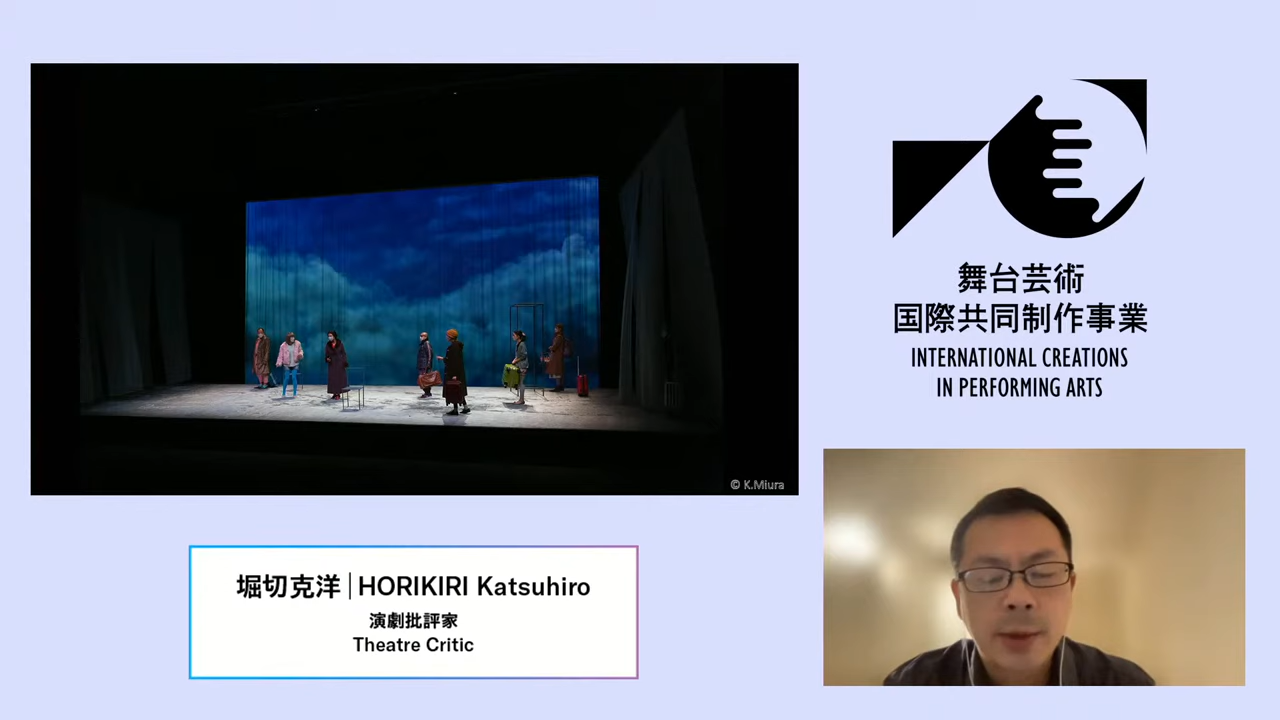 © K.Miura
舞台芸術
国際共同制作事業
INTERNATIONAL CREATIONS
IN PERFORMING ARTS
堀切克洋|HORIKIRI Katsuhiro
演劇批評家
Theatre Critic